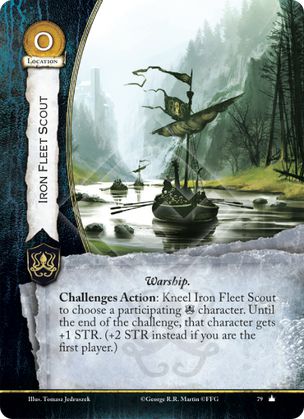 0
LOCATION
IRON FLEET SCOUT
Warship.
Challenges Action: Kneel Iron Fleet Scout
to choose a participating character. Until
the end of the challenge, that character gets
+1 STR. (+2 STR instead if you are the
first player.)
Illus. Tomasz Jedruszek ©George R.R. Martin ©FFG 79